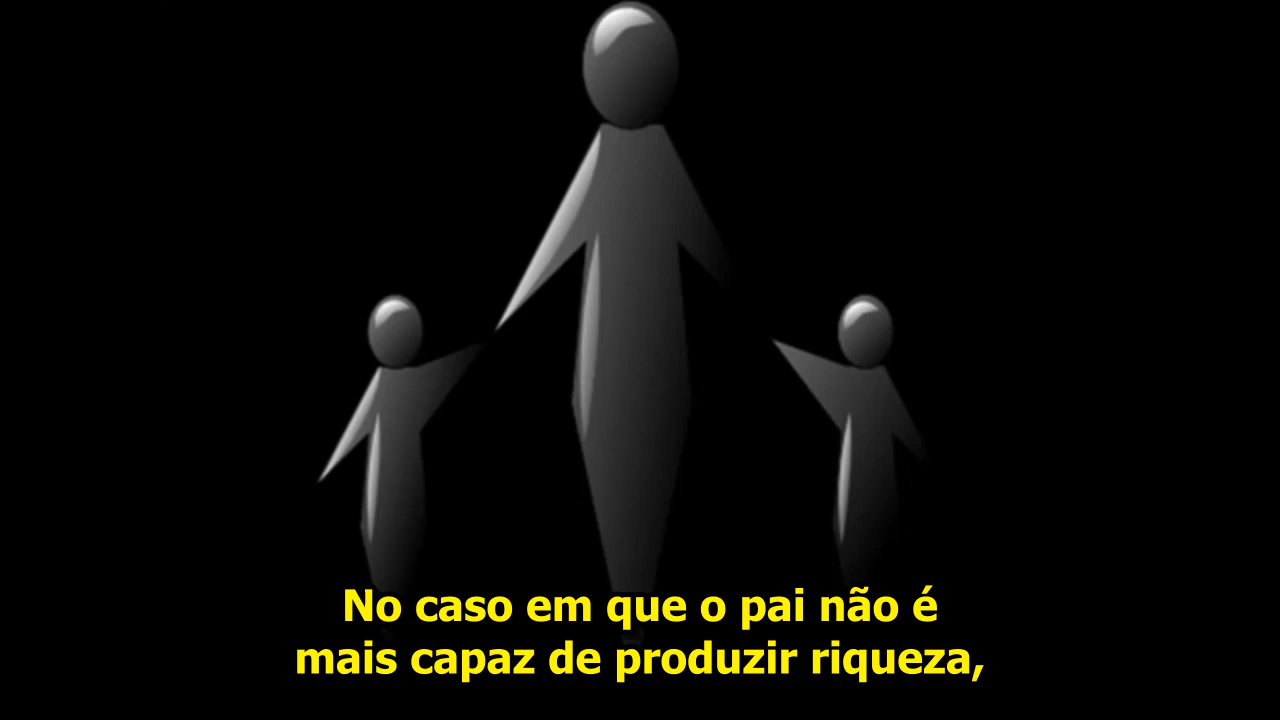 No caso em que o pai não é
mais capaz de produzir riqueza,